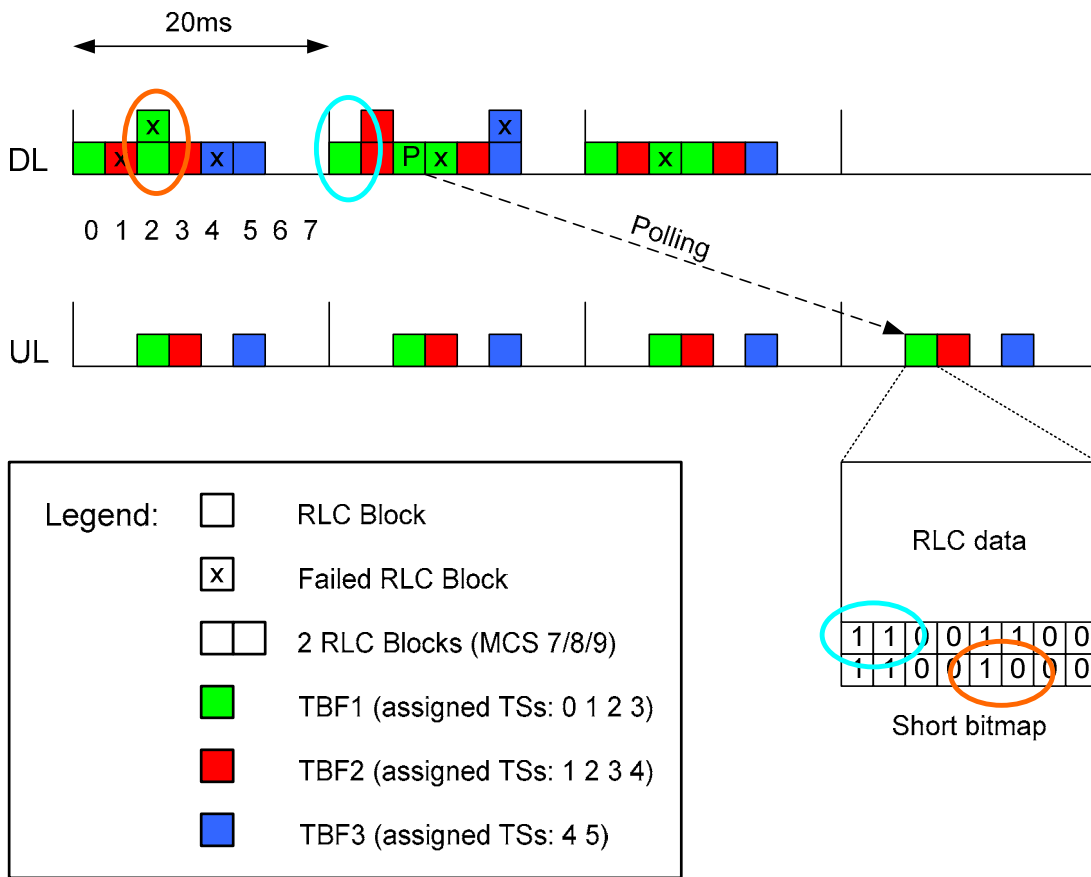 20ms
x
x
x
x
P
x
x
DL
0 1 2 3 4 5 6 7
Polling
UL
Legend:
RLC Block
x
Failed RLC Block
2 RLC Blocks (MCS 7/8/9)
TBF1 (assigned TSs: 0 1 2 3)
TBF2 (assigned TSs: 1 2 3 4)
TBF3 (assigned TSs: 4 5)
RLC data
1 1 0 0 1 1 0 0
1 1 0 0 1 0 0 0
Short bitmap